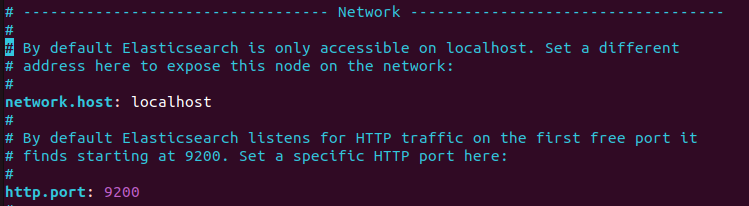 # ---------------------------------- Network -----------------------------------
#
# By default Elasticsearch is only accessible on localhost. Set a different
# address here to expose this node on the network:
#
network.host: localhost
#
# By default Elasticsearch listens for HTTP traffic on the first free port it
# finds starting at 9200. Set a specific HTTP port here:
#
http.port: 9200
#